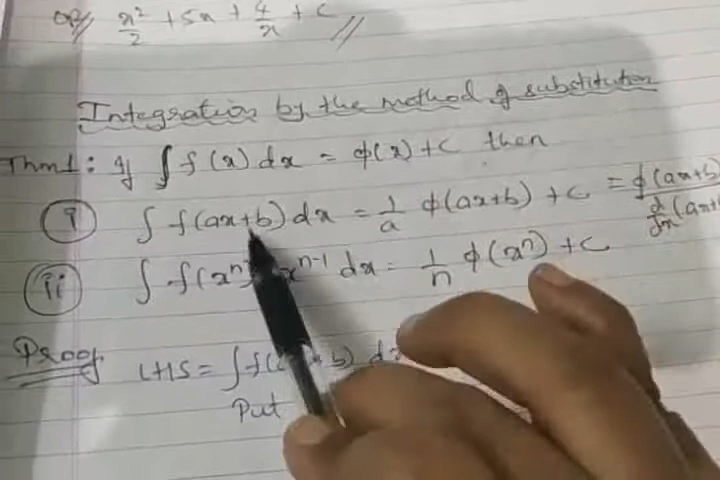 OR/ x²/2 + 5x + 4/x + c //
Integration by the method of substitution
Thm1: If ∫ f(x) dx = φ(x) + c then
(i) ∫ f(ax+b) dx = 1/a φ(ax+b) + c = φ(ax+b) / d/dx (ax+
(ii) ∫ f(xⁿ) xⁿ⁻¹ dx = 1/n φ(xⁿ) + c
Proof LHS = ∫ f( b) d
Put